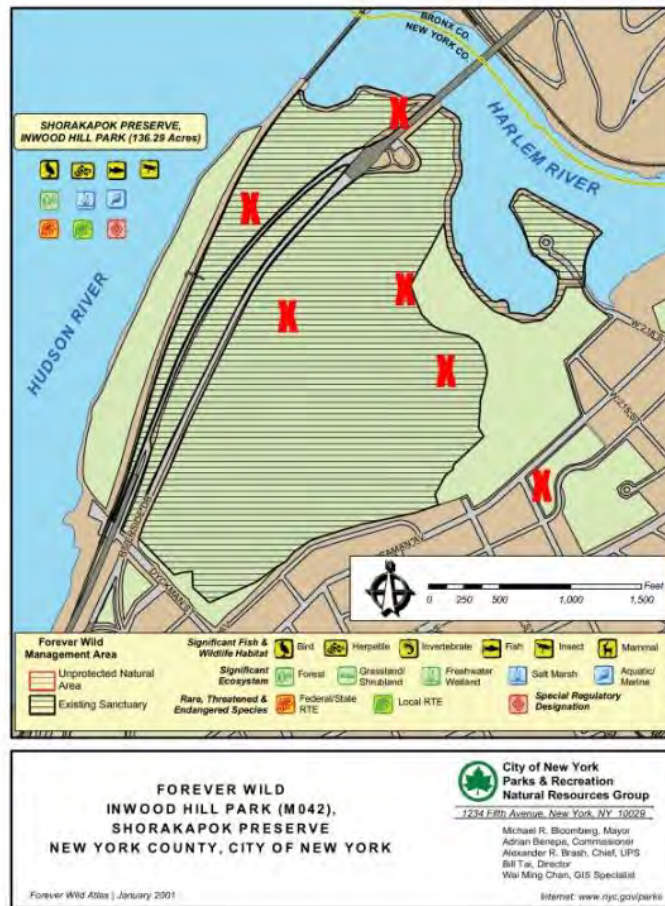 BRONX CO.
NEW YORK CO.
SHORAKAPOK PRESERVE,
INWOOD HILL PARK (136.29 Acres)
HARLEM RIVER
HUDSON RIVER
X
X
X
X
X
X
W 218 S
W 215 ST
RIVERSIDE DR
DYCKMAN S
SEAMAN AV
Feet
0 250 500 1,000 1,500
Forever Wild
Management Area
Unprotected Natural
Area
Existing Sanctuary
Significant Fish &
Wildlife Habitat
Bird
Herpetile
Invertebrate
Fish
Insect
Mammal
Significant
Ecosystem
Forest
Grassland/
Shrubland
Freshwater
Wetland
Salt Marsh
Aquatic/
Marine
Rare, Threatened &
Endangered Species
Federal/State
RTE
Local RTE
Special Regulatory
Designation
FOREVER WILD
INWOOD HILL PARK (M042),
SHORAKAPOK PRESERVE
NEW YORK COUNTY, CITY OF NEW YORK
Forever Wild Atlas | January 2001
City of New York
Parks & Recreation
Natural Resources Group
1234 Fifth Avenue, New York, NY 10029
Michael R. Bloomberg, Mayor
Adrian Benepe, Commissioner
Alexander R. Brash, Chief, UPS
Bill Tai, Director
Wai Ming Chan, GIS Specialist
Internet: www.nyc.gov/parks